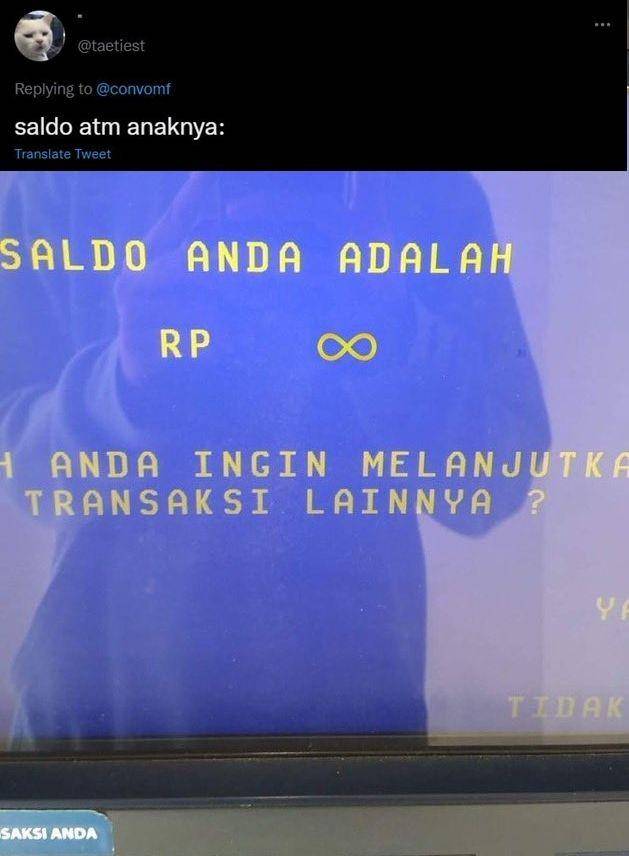 @taetiest
Replying to @convomf
saldo atm anaknya:
Translate Tweet
SALDO ANDA ADALAH
RP ∞
H ANDA INGIN MELANJUTKA
TRANSAKSI LAINNYA ?
YA
TIDAK
SAKSI ANDA